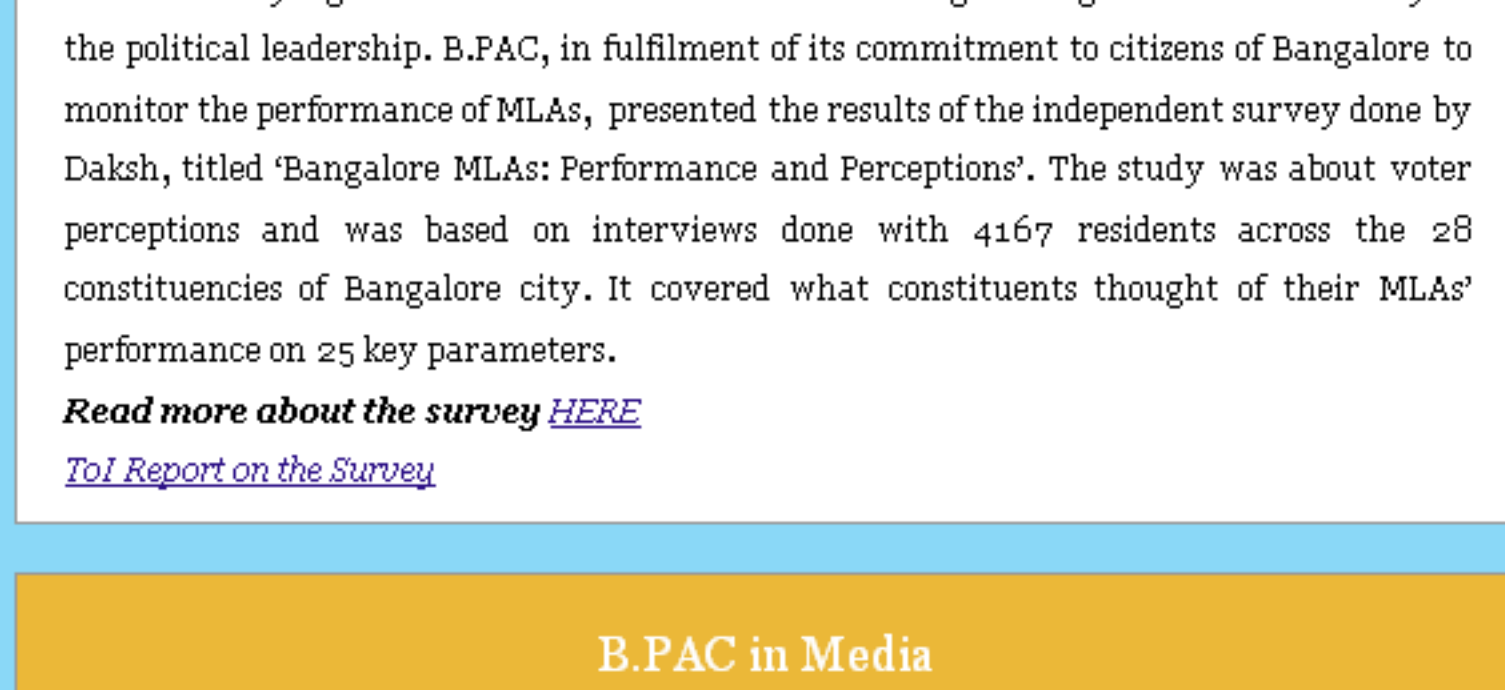 the political leadership. B.PAC, in fulfilment of its commitment to citizens of Bangalore to
monitor the performance of MLAs, presented the results of the independent survey done by
Daksh, titled ‘Bangalore MLAs: Performance and Perceptions’. The study was about voter
perceptions and was based on interviews done with 4167 residents across the 28
constituencies of Bangalore city. It covered what constituents thought of their MLAs’
performance on 25 key parameters.
Read more about the survey HERE
ToI Report on the Survey
B.PAC in Media